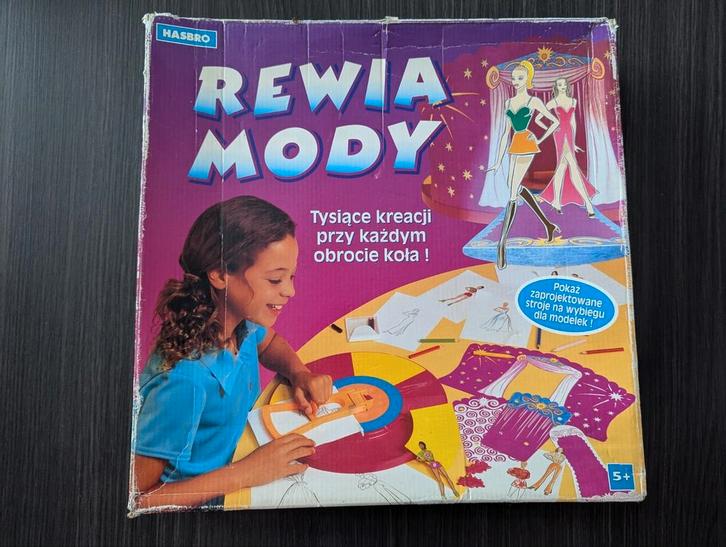 HASBRO
REWIA
MODY
Tysiące kreacji
przy każdym
obrocie koła !
Pokaż
zaprojektowane
stroje na wybiegu
dla modelek !
5+